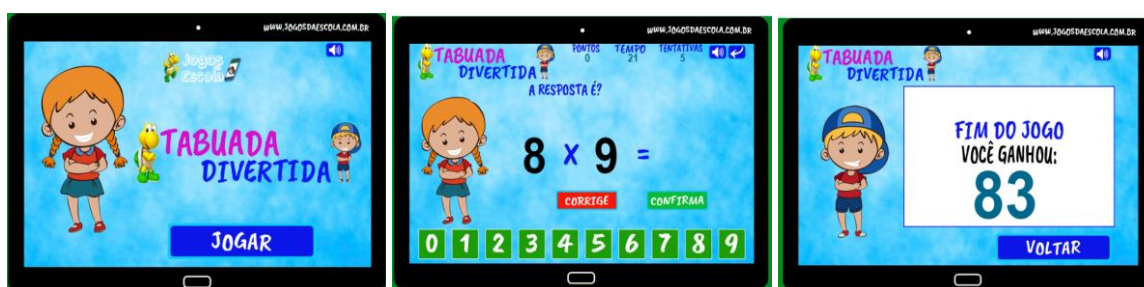 WWW.JOGOSDAESCOLA.COM.BR
Jogos
Escola
TABUADA
DIVERTIDA
JOGAR
WWW.JOGOSDAESCOLA.COM.BR
TABUADA
DIVERTIDA
PONTOS TEMPO TENTATIVAS
0 21 5
A RESPOSTA É?
8 x 9 =
CORRIGE CONFIRMA
0 1 2 3 4 5 6 7 8 9
WWW.JOGOSDAESCOLA.COM.BR
TABUADA
DIVERTIDA
FIM DO JOGO
VOCÊ GANHOU:
83
VOLTAR